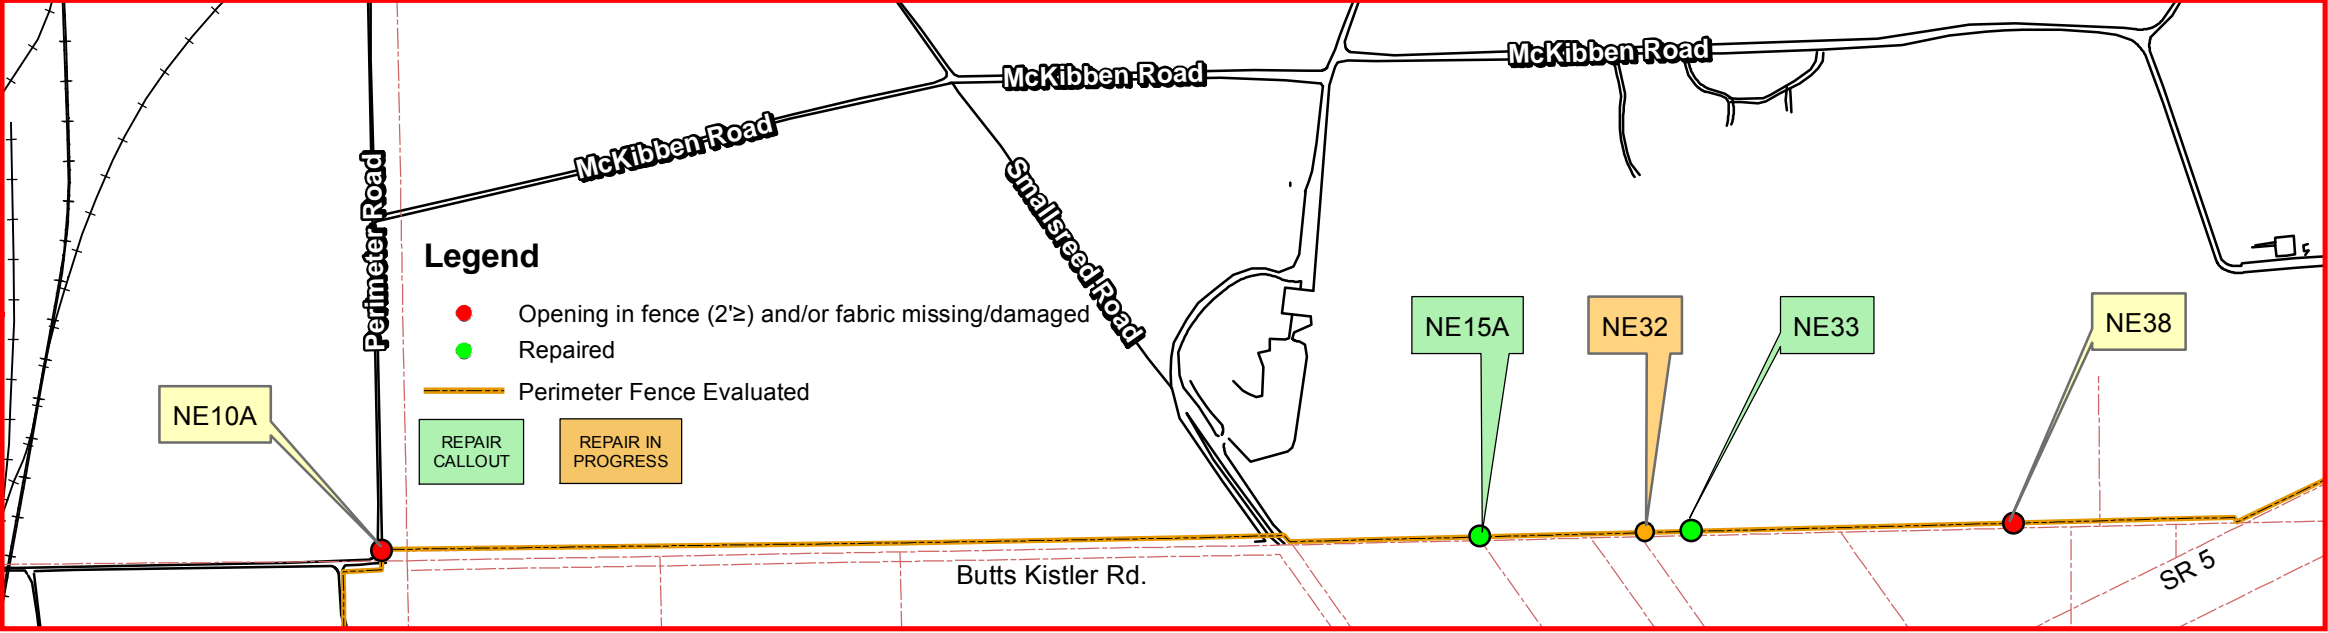 McKibben Road
McKibben Road
McKibben Road
Perimeter Road
Smallsreed Road
Legend
Opening in fence (2'≥) and/or fabric missing/damaged
Repaired
Perimeter Fence Evaluated
REPAIR
CALLOUT
REPAIR IN
PROGRESS
NE10A
NE15A
NE32
NE33
NE38
Butts Kistler Rd.
SR 5